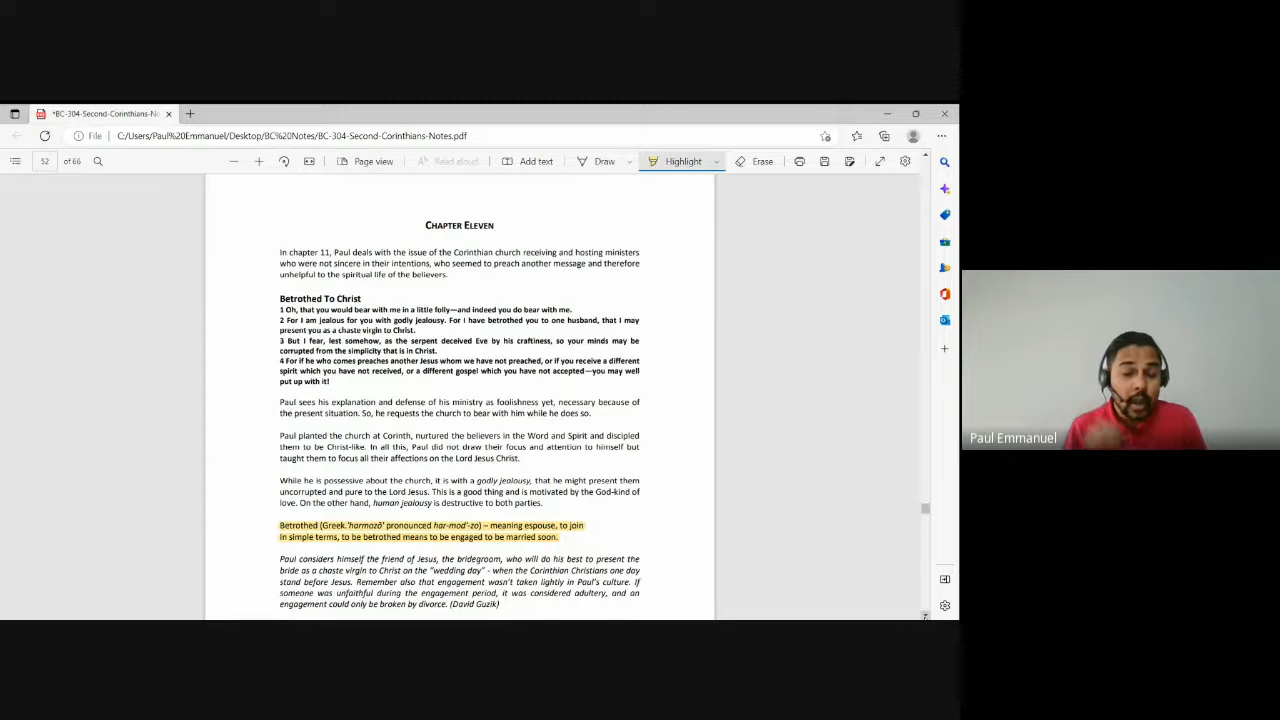 *BC-304-Second-Corinthians-No
File C:/Users/Paul%20Emmanuel/Desktop/BC%20Notes/BC-304-Second-Corinthians-Notes.pdf
52 of 66 Page view Read aloud Add text Draw Highlight Erase
CHAPTER ELEVEN
In chapter 11, Paul deals with the issue of the Corinthian church receiving and hosting ministers
who were not sincere in their intentions, who seemed to preach another message and therefore
unhelpful to the spiritual life of the believers.
Betrothed To Christ
1 Oh, that you would bear with me in a little folly—and indeed you do bear with me.
2 For I am jealous for you with godly jealousy. For I have betrothed you to one husband, that I may
present you as a chaste virgin to Christ.
3 But I fear, lest somehow, as the serpent deceived Eve by his craftiness, so your minds may be
corrupted from the simplicity that is in Christ.
4 For if he who comes preaches another Jesus whom we have not preached, or if you receive a different
spirit which you have not received, or a different gospel which you have not accepted—you may well
put up with it!
Paul sees his explanation and defense of his ministry as foolishness yet, necessary because of
the present situation. So, he requests the church to bear with him while he does so.
Paul planted the church at Corinth, nurtured the believers in the Word and Spirit and discipled
them to be Christ-like. In all this, Paul did not draw their focus and attention to himself but
taught them to focus all their affections on the Lord Jesus Christ.
While he is possessive about the church, it is with a godly jealousy, that he might present them
uncorrupted and pure to the Lord Jesus. This is a good thing and is motivated by the God-kind of
love. On the other hand, human jealousy is destructive to both parties.
Betrothed (Greek.'harmozō' pronounced har-mod'-zo) – meaning espouse, to join
In simple terms, to be betrothed means to be engaged to be married soon.
Paul considers himself the friend of Jesus, the bridegroom, who will do his best to present the
bride as a chaste virgin to Christ on the "wedding day" - when the Corinthian Christians one day
stand before Jesus. Remember also that engagement wasn't taken lightly in Paul's culture. If
someone was unfaithful during the engagement period, it was considered adultery, and an
engagement could only be broken by divorce. (David Guzik)
Paul Emmanuel